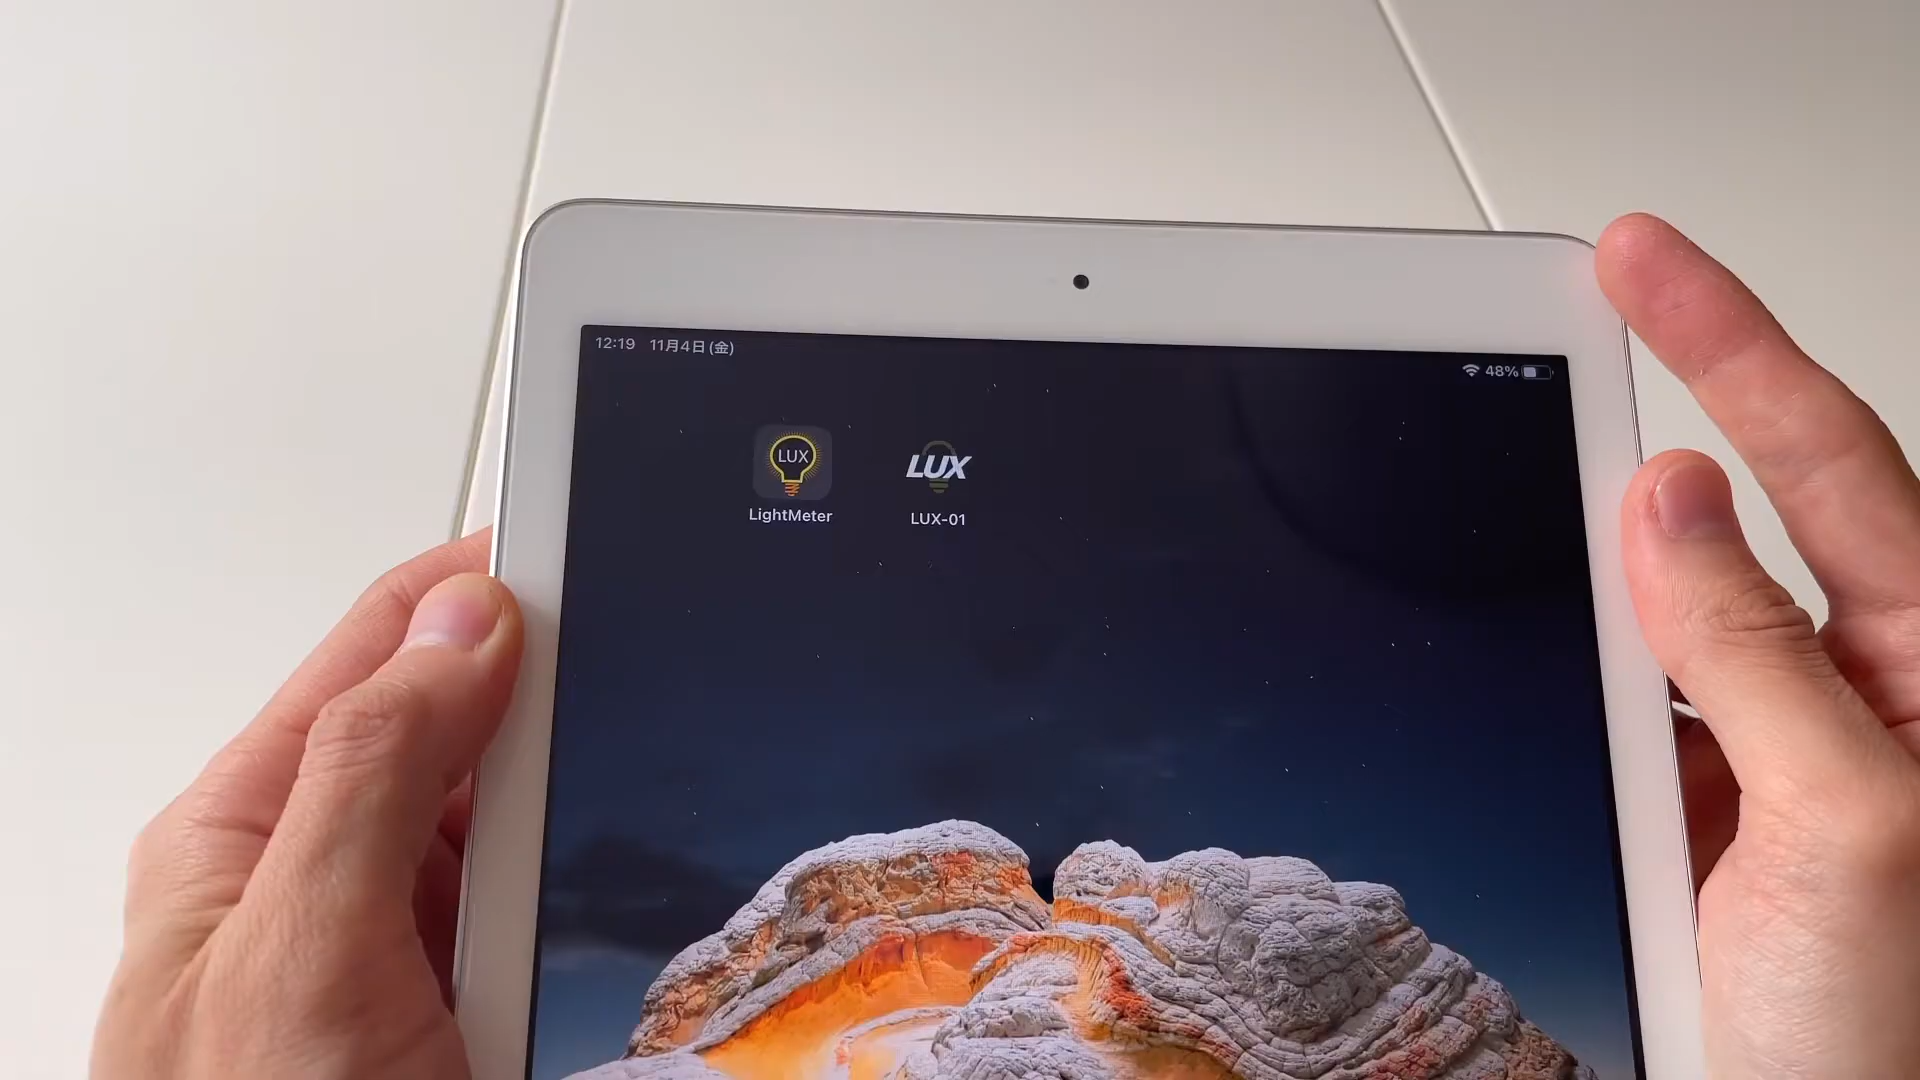 12:19 11月4日(金)
48%
LUX
LUX
LightMeter
LUX-01